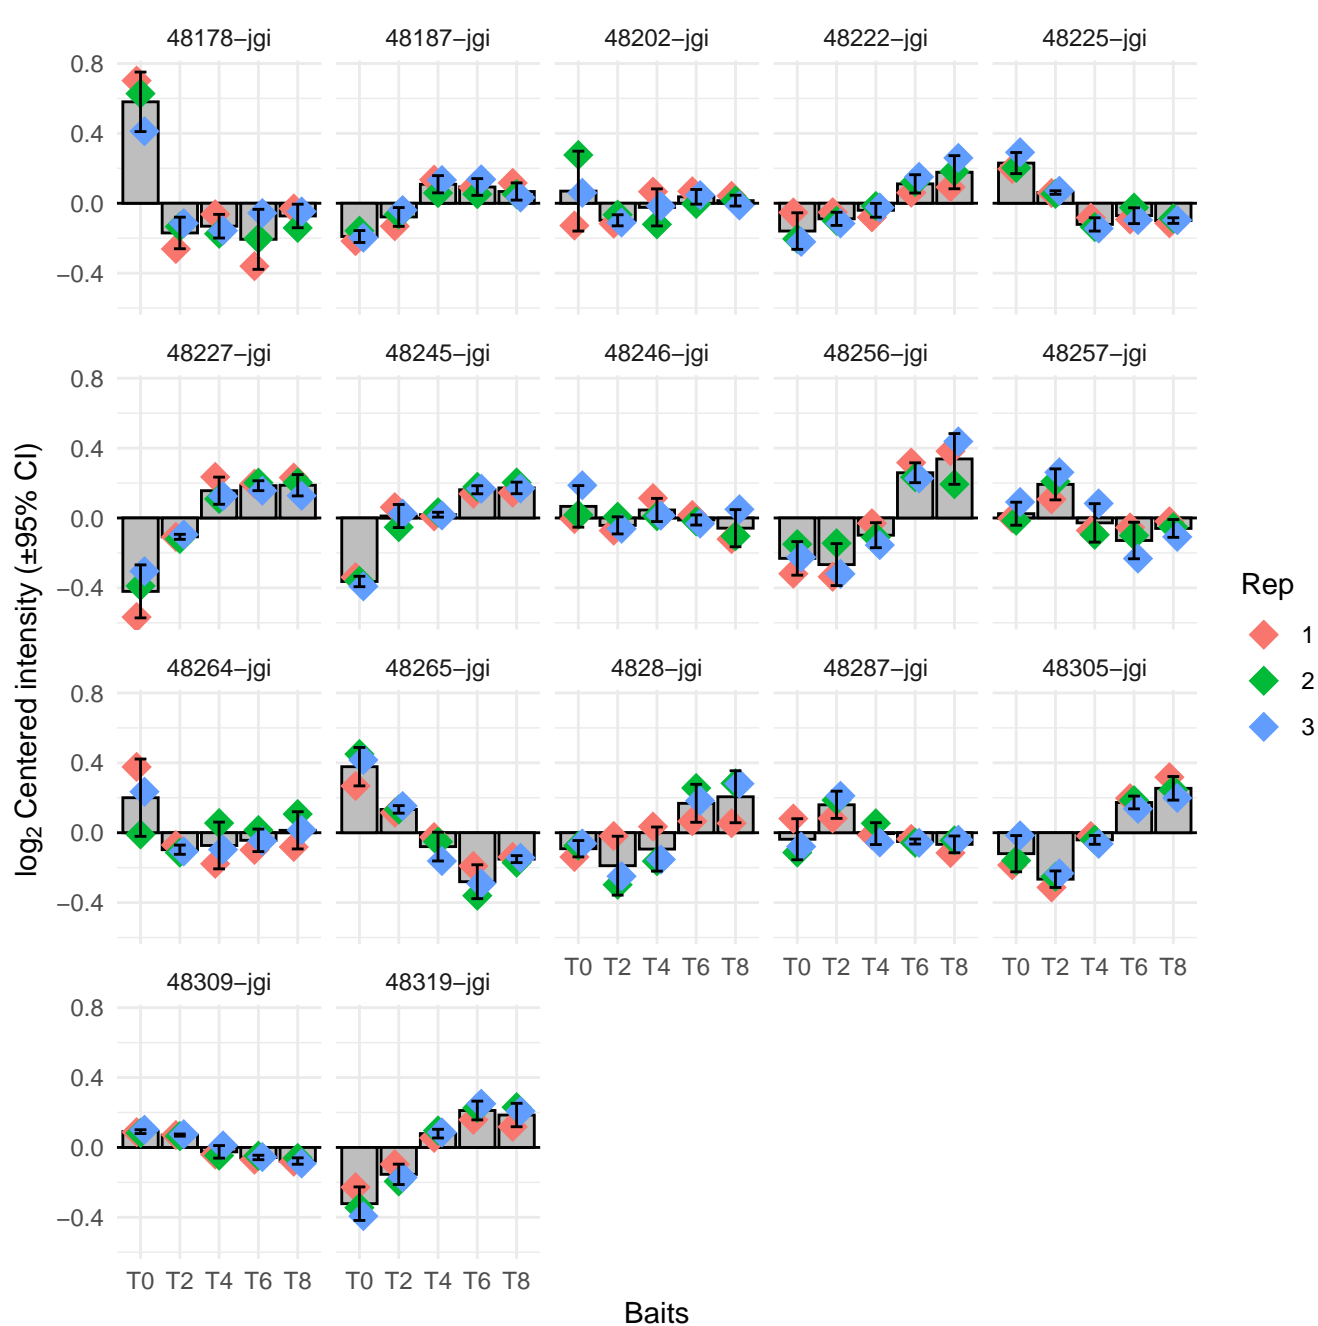 48178−jgi 48187−jgi 48202−jgi 48222−jgi 48225−jgi
0.8
0.4
0.0
−0.4
48227−jgi 48245−jgi 48246−jgi 48256−jgi 48257−jgi
0.8
0.4
0.0
−0.4
48264−jgi 48265−jgi 4828−jgi 48287−jgi 48305−jgi
0.8
0.4
0.0
−0.4
T0 T2 T4 T6 T8 T0 T2 T4 T6 T8 T0 T2 T4 T6 T8
48309−jgi 48319−jgi
0.8
0.4
0.0
−0.4
T0 T2 T4 T6 T8 T0 T2 T4 T6 T8
Baits
log₂ Centered intensity (±95% CI)
Rep
1
2
3